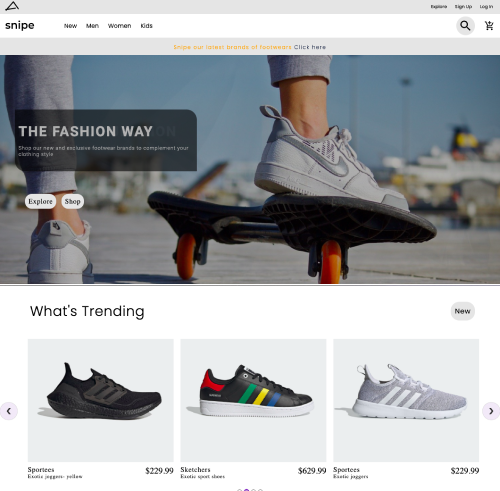 Explore Sign Up Log In
snipe New Men Women Kids
Snipe our latest brands of footwears Click here
THE FASHION WAY ON
Shop our new and exclusive footwear brands to complement your
clothing style
Explore Shop
What's Trending New
Sportees $229.99
Exotic joggers- yellow
Sketchers $629.99
Exotic sport shoes
Sportees $229.99
Exotic joggers